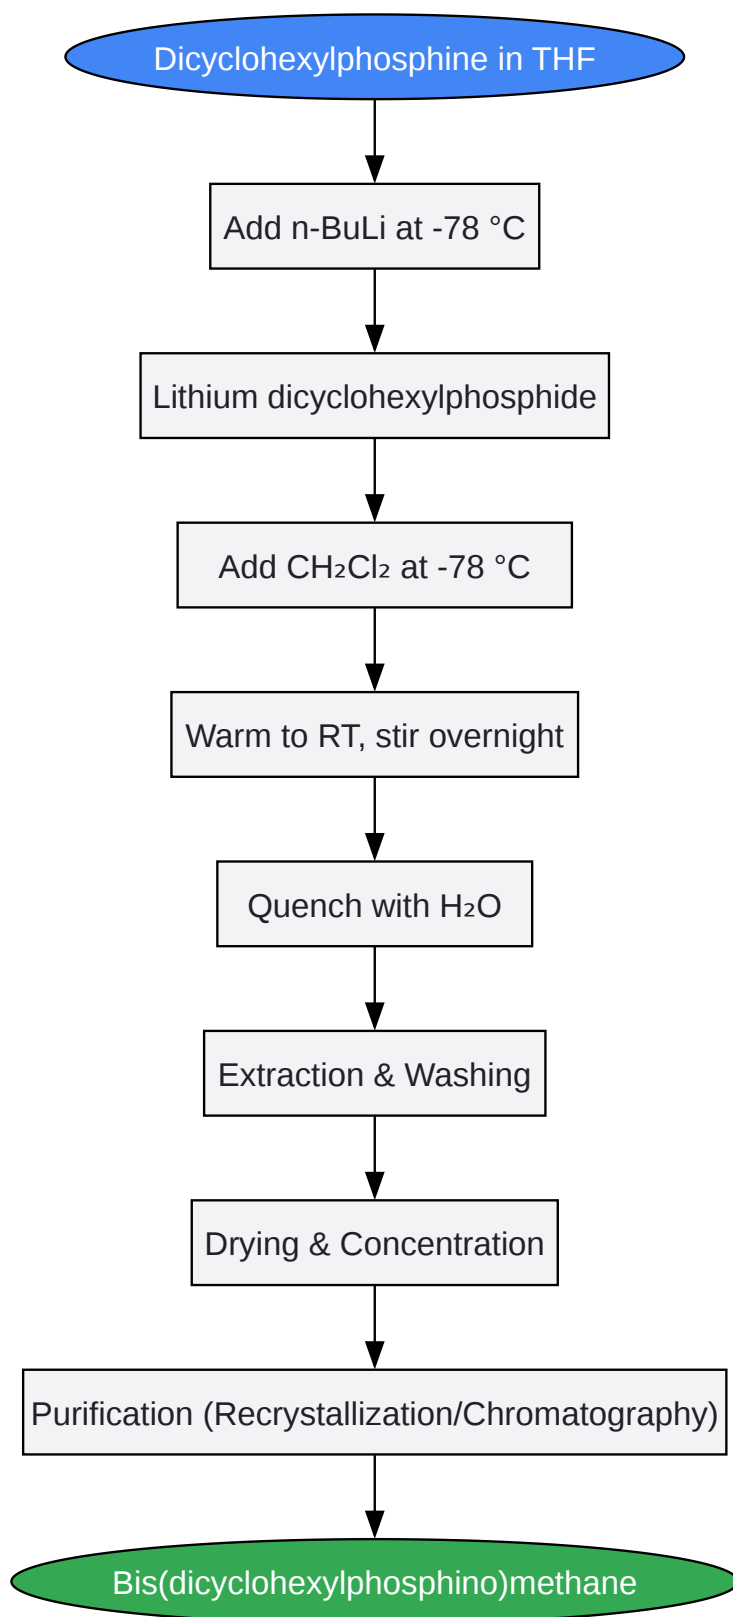 Dicyclohexylphosphine in THF
Add n-BuLi at -78 °C
Lithium dicyclohexylphosphide
Add CH₂Cl₂ at -78 °C
Warm to RT, stir overnight
Quench with H₂O
Extraction & Washing
Drying & Concentration
Purification (Recrystallization/Chromatography)
Bis(dicyclohexylphosphino)methane